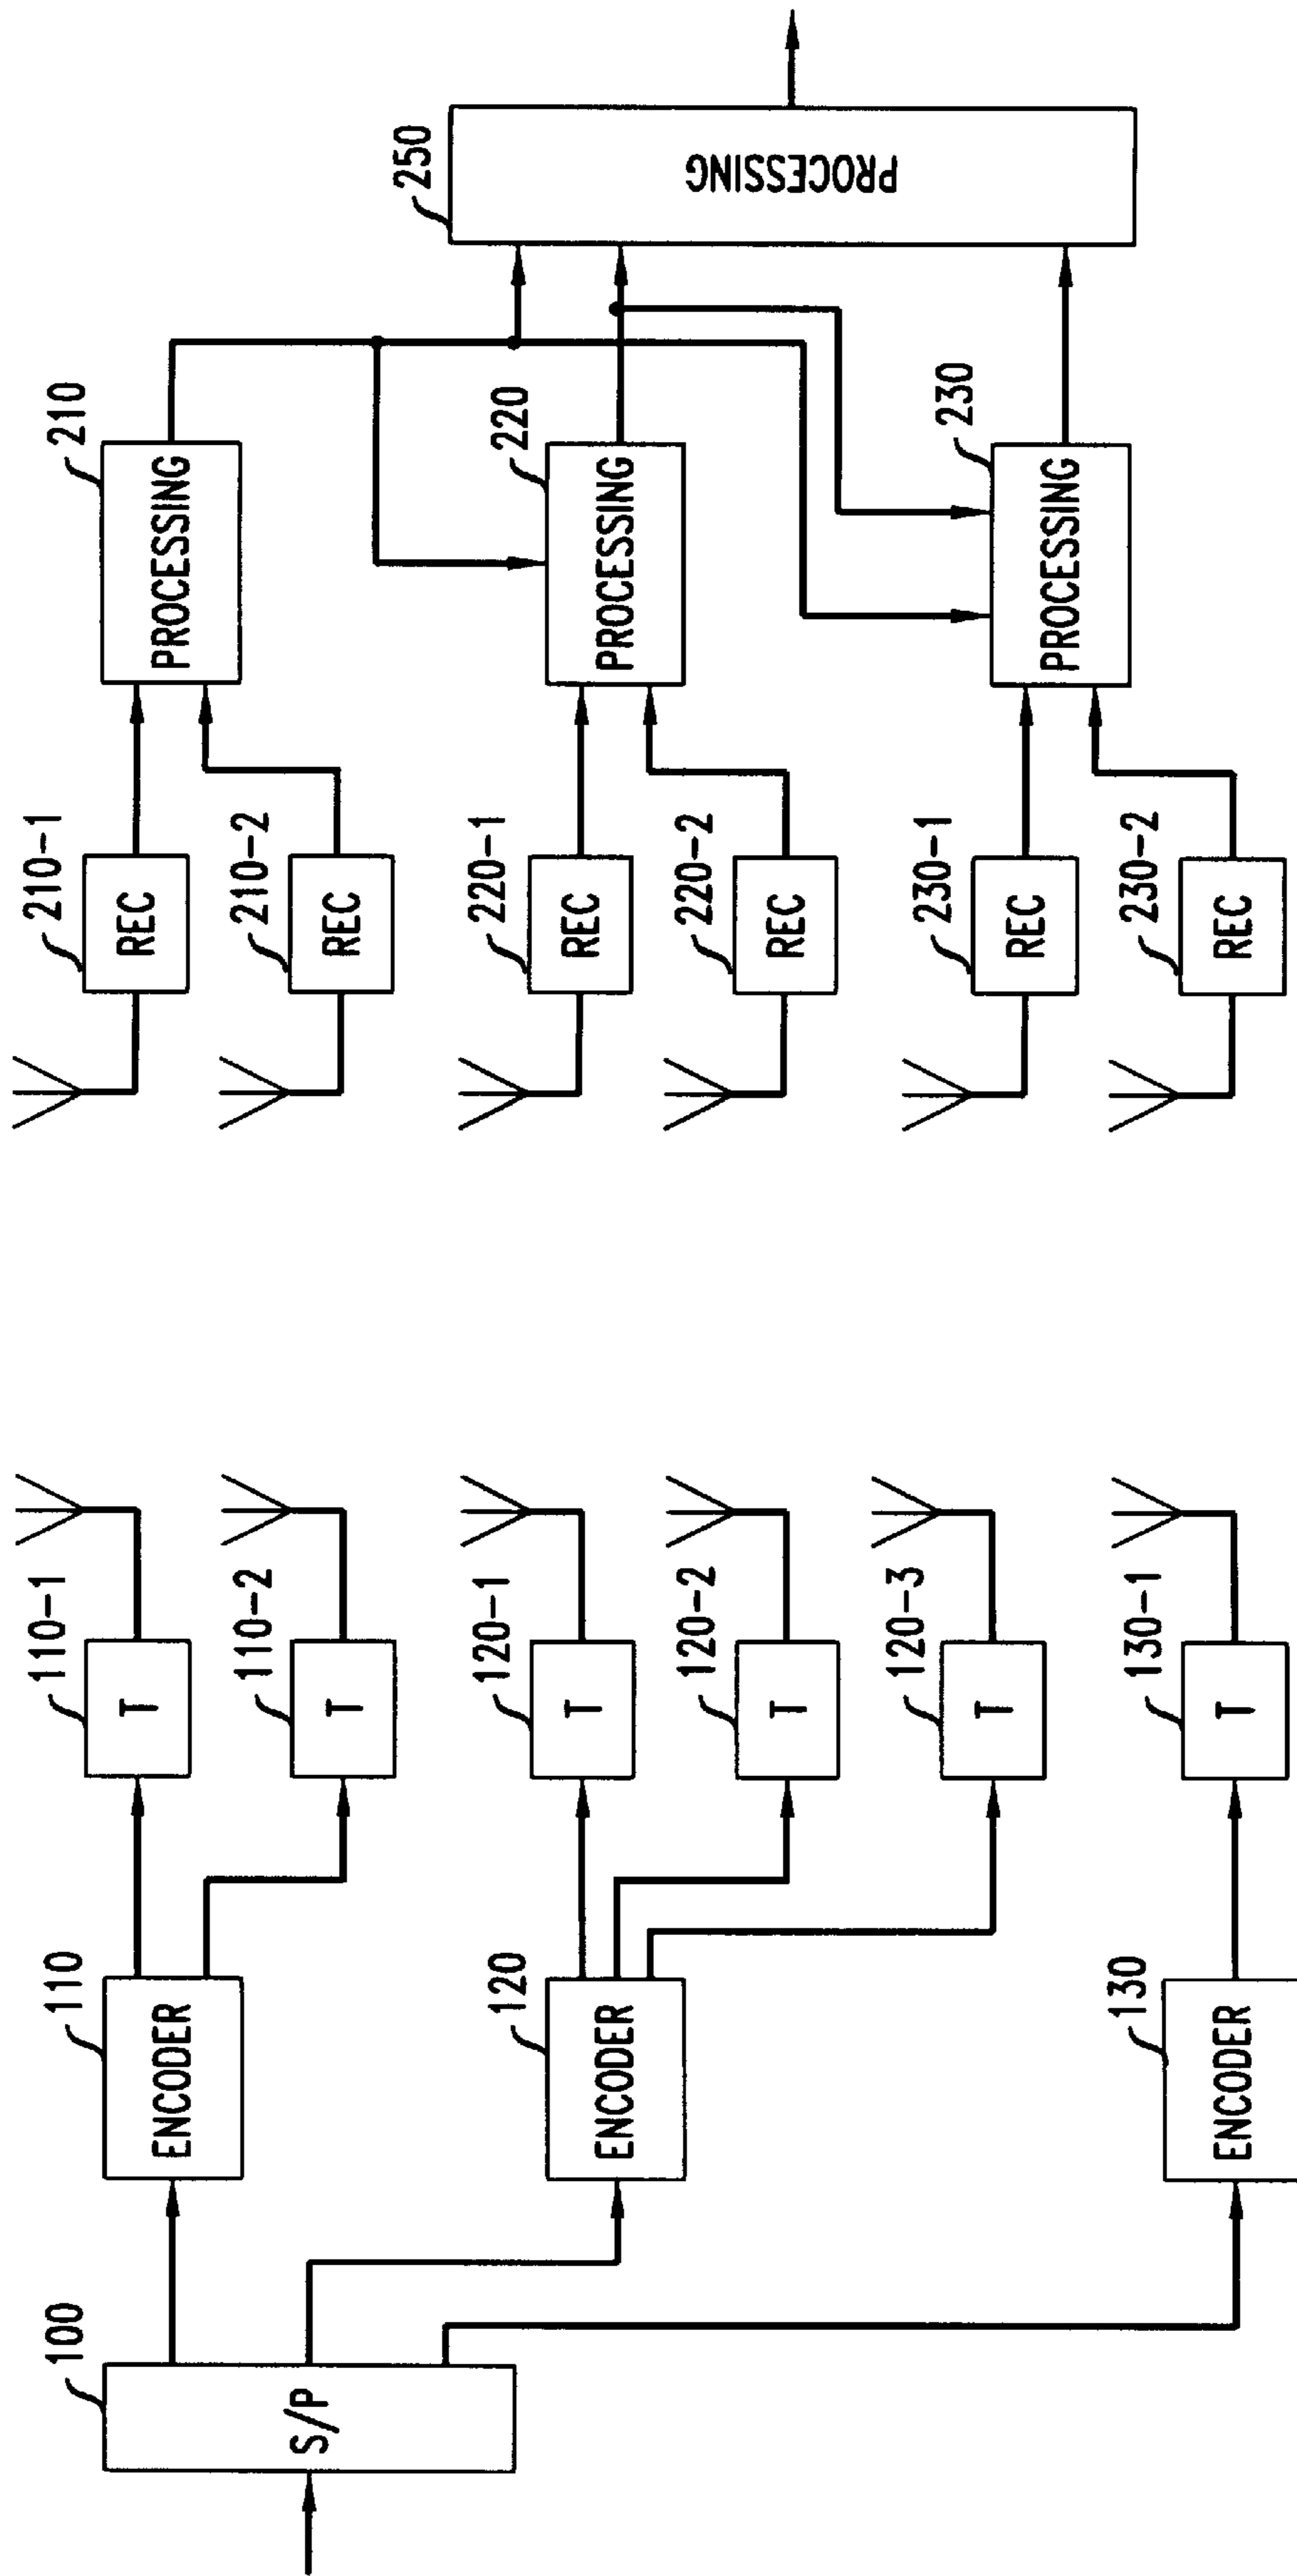 100
S/P
110
ENCODER
110-1
T
110-2
T
120
ENCODER
120-1
T
120-2
T
120-3
T
130
ENCODER
130-1
T
210-1
REC
210-2
REC
210
PROCESSING
220-1
REC
220-2
REC
220
PROCESSING
230-1
REC
230-2
REC
230
PROCESSING
250
PROCESSING